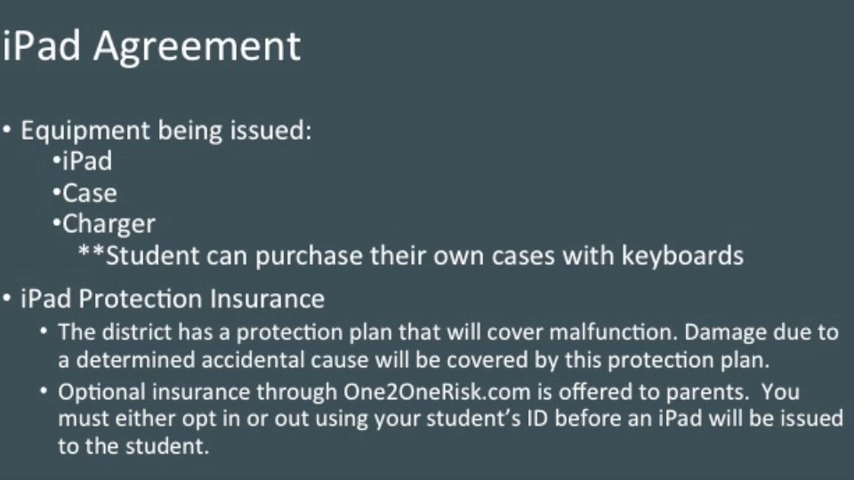 iPad Agreement
• Equipment being issued:
•iPad
•Case
•Charger
**Student can purchase their own cases with keyboards
• iPad Protection Insurance
• The district has a protection plan that will cover malfunction. Damage due to
a determined accidental cause will be covered by this protection plan.
• Optional insurance through One2OneRisk.com is offered to parents. You
must either opt in or out using your student's ID before an iPad will be issued
to the student.